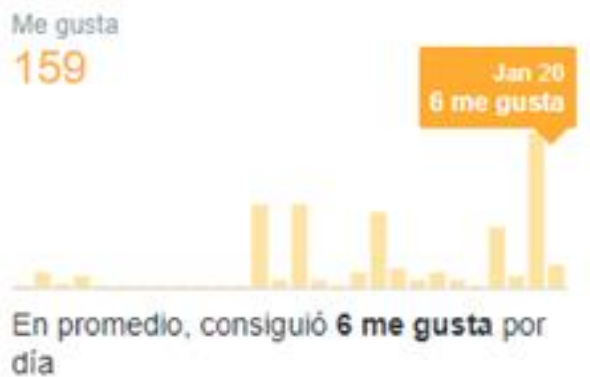 Me gusta
159
Jan 20
6 me gusta
En promedio, consiguió 6 me gusta por
día